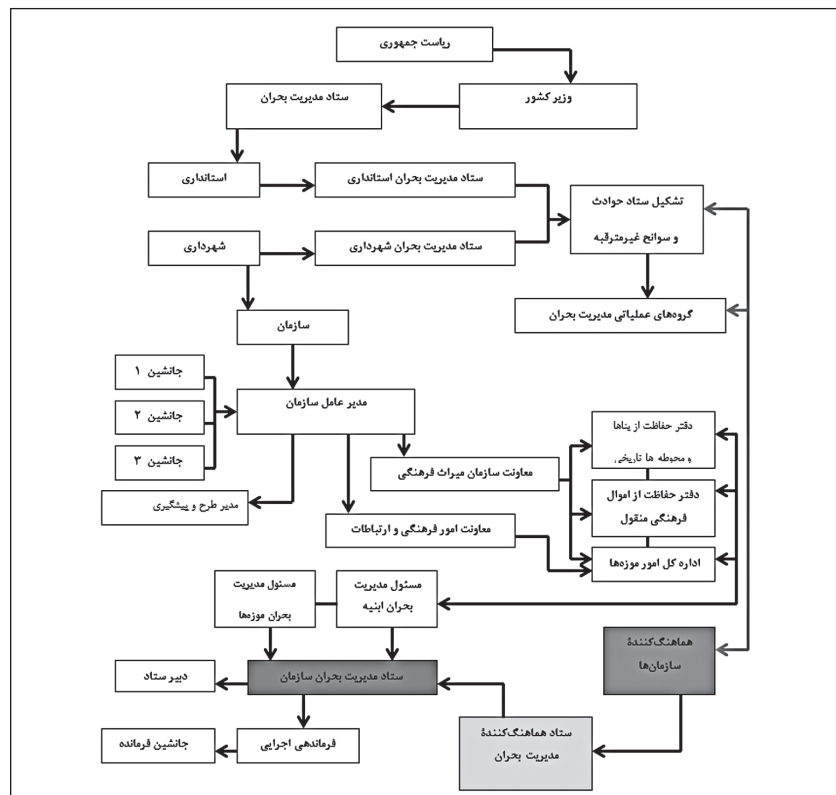 ریاست جمهوری
وزیر کشور
ستاد مدیریت بحران
استانداری
ستاد مدیریت بحران استانداری
تشکیل ستاد حوادث
و سوانح غیرمترقبه
شهرداری
ستاد مدیریت بحران شهرداری
گروه‌های عملیاتی مدیریت بحران
سازمان
جانشین ۱
جانشین ۲
جانشین ۳
مدیر عامل سازمان
دفتر حفاظت از بناها
و محوطه ها تاریخی
معاونت سازمان میراث فرهنگی
دفتر حفاظت از اموال
فرهنگی منقول
مدیر طرح و پیشگیری
معاونت امور فرهنگی و ارتباطات
اداره کل امور موزه‌ها
مسئول مدیریت
بحران ابنیه
مسئول مدیریت
بحران موزه‌ها
هماهنگ‌کنندۀ
سازمان‌ها
ستاد مدیریت بحران سازمان
دبیر ستاد
ستاد هماهنگ‌کنندۀ
مدیریت بحران
فرماندهی اجرایی
جانشین فرمانده